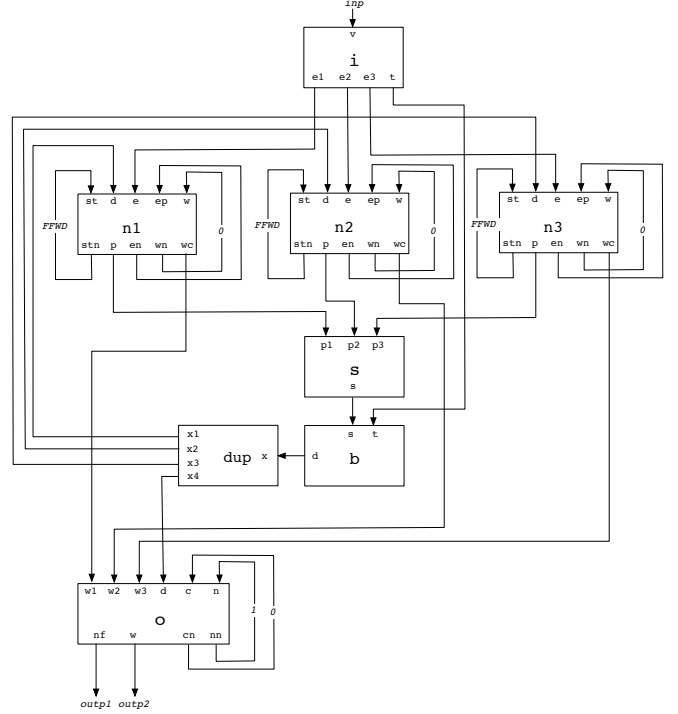 inp
v
i
e1 e2 e3 t
st d e ep w
n1
FFWD
0
stn p en wn wc
st d e ep w
n2
FFWD
0
stn p en wn wc
st d e ep w
n3
FFWD
0
stn p en wn wc
p1 p2 p3
s
s
x1
x2
x3
x4
dup
x
s t
d
b
w1 w2 w3 d c n
1 0
o
nf w cn nn
outp1 outp2